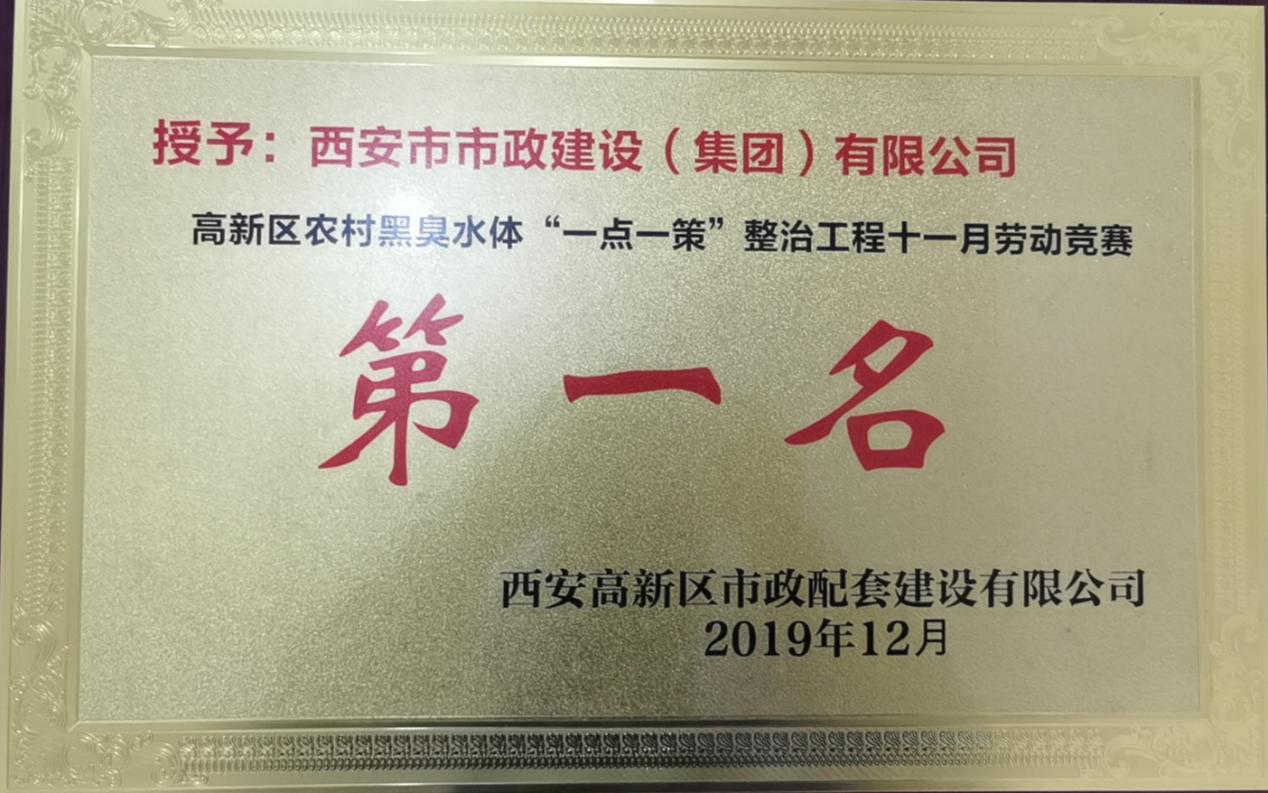 授予：西安市市政建设（集团）有限公司
高新区农村黑臭水体“一点一策”整治工程十一月劳动竞赛
第一名
西安高新区市政配套建设有限公司
2019年12月